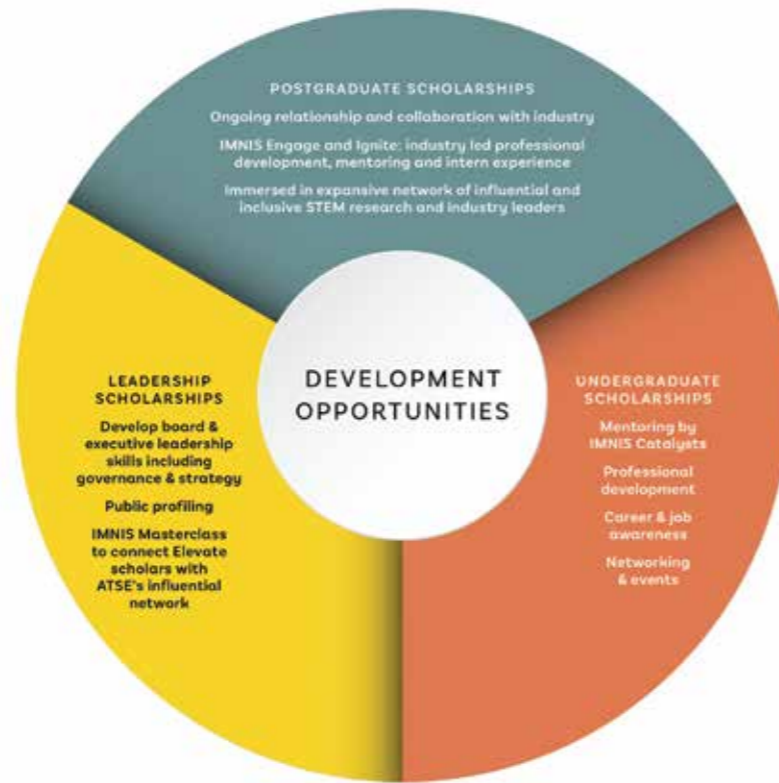 POSTGRADUATE SCHOLARSHIPS
Ongoing relationship and collaboration with industry
IMNIS Engage and Ignite: industry led professional
development, mentoring and intern experience
Immersed in expansive network of influential and
inclusive STEM research and industry leaders
DEVELOPMENT
OPPORTUNITIES
LEADERSHIP
SCHOLARSHIPS
Develop board &
executive leadership
skills including
governance & strategy
Public profiling
IMNIS Masterclass
to connect Elevate
scholars with
ATSE's influential
network
UNDERGRADUATE
SCHOLARSHIPS
Mentoring by
IMNIS Catalysts
Professional
development
Career & job
awareness
Networking
& events